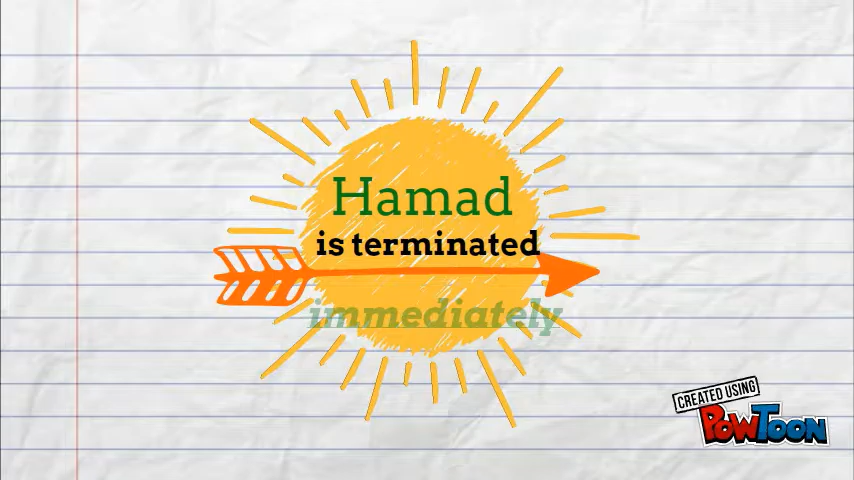 Hamad
is terminated
immediately
CREATED USING
POWTOON